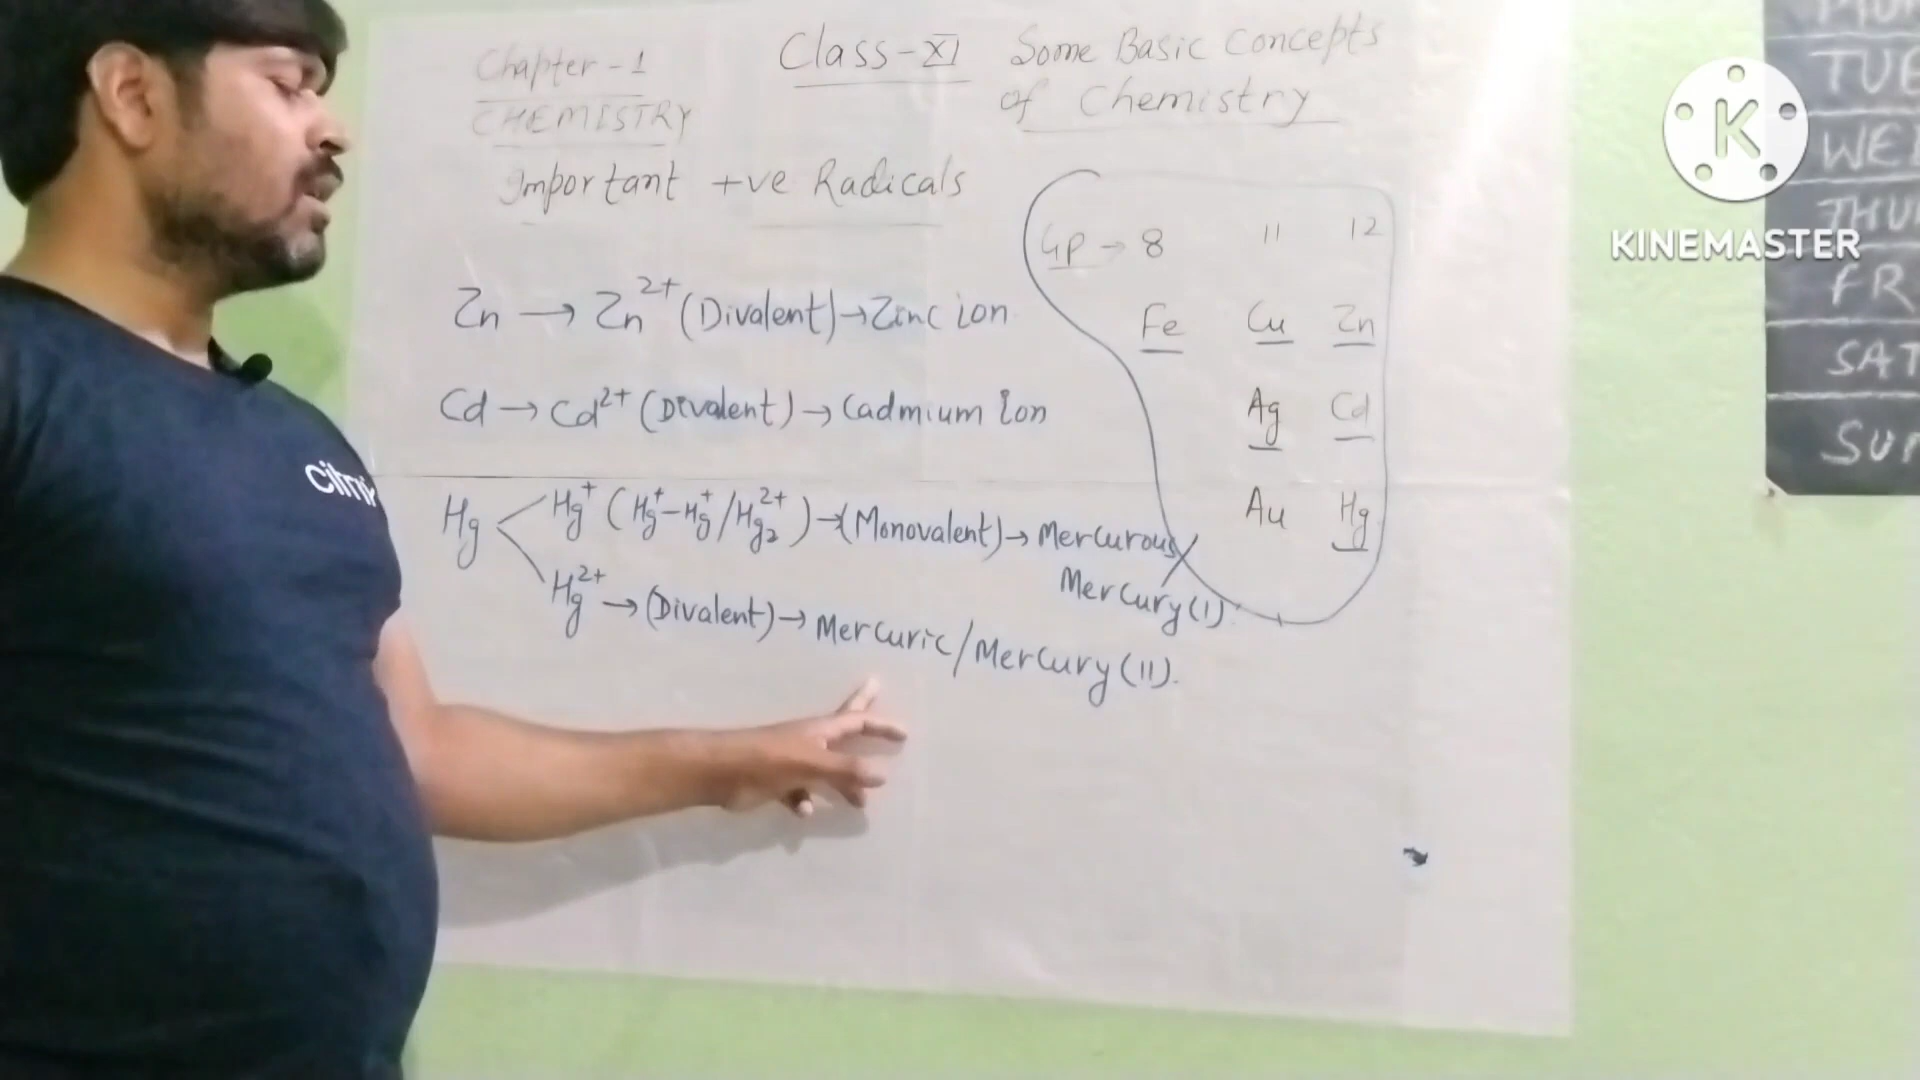 Chapter-1
CHEMISTRY
Class-XI Some Basic Concepts
of Chemistry
Important +ve Radicals
Gp → 8 11 12
Fe Cu Zn
Ag Cd
Au Hg
Zn → Zn²⁺ (Divalent) → Zinc ion
Cd → Cd²⁺ (Divalent) → Cadmium Ion
Hg
Hg⁺ (Hg⁺-Hg⁺/Hg₂²⁺) → (Monovalent) → Mercurous/
Mercury(I).
Hg²⁺ → (Divalent) → Mercuric/Mercury(II).
K
KINEMASTER
TUE
WED
THU
FR
SAT
SUN